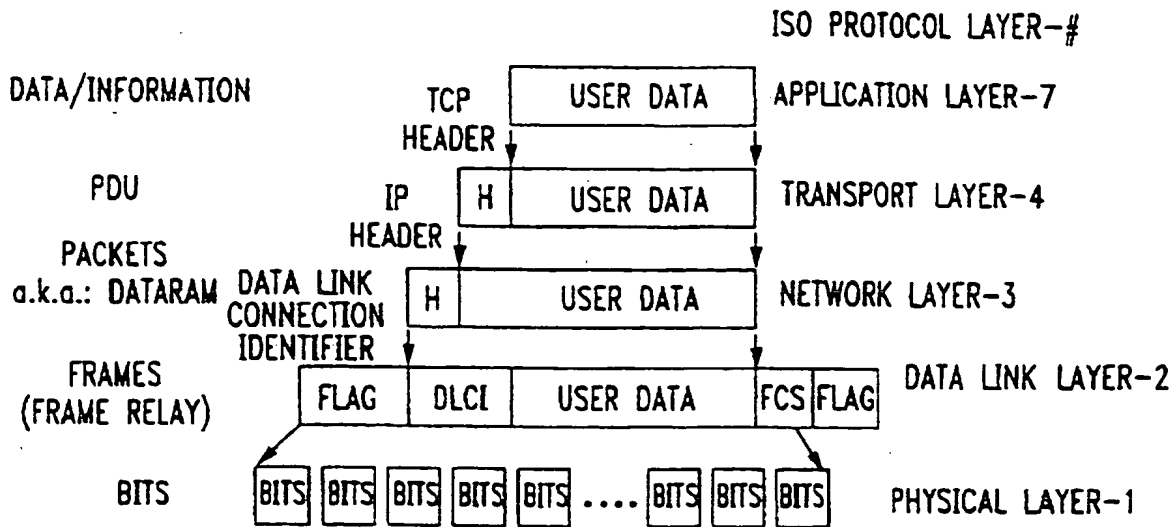 ISO PROTOCOL LAYER-#
DATA/INFORMATION
TCP
HEADER
USER DATA
APPLICATION LAYER-7
PDU
IP
HEADER
H
USER DATA
TRANSPORT LAYER-4
PACKETS
a.k.a.: DATARAM
DATA LINK
CONNECTION
IDENTIFIER
H
USER DATA
NETWORK LAYER-3
FRAMES
(FRAME RELAY)
FLAG
DLCI
USER DATA
FCS
FLAG
DATA LINK LAYER-2
BITS
BITS BITS BITS BITS BITS .... BITS BITS BITS
PHYSICAL LAYER-1